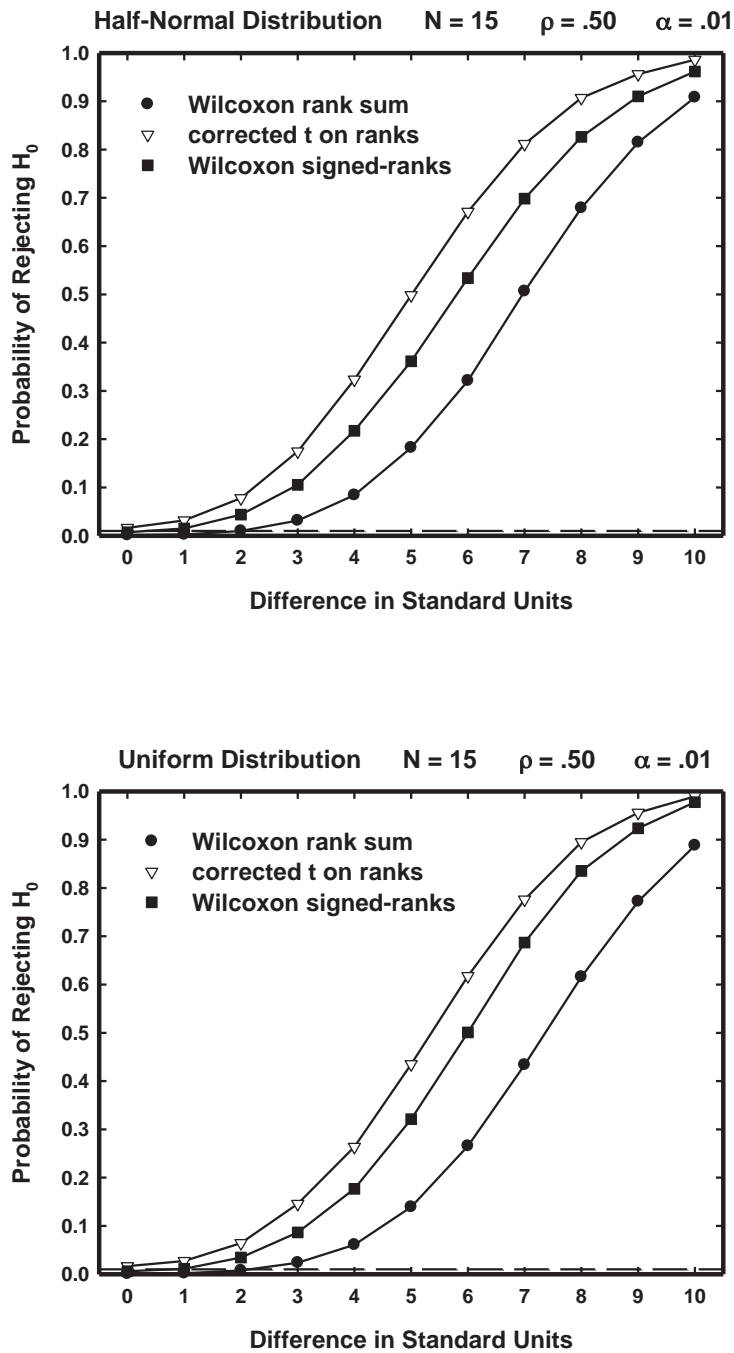 Half-Normal Distribution N = 15 ρ = .50 α = .01
1.0
0.9
0.8
0.7
0.6
0.5
0.4
0.3
0.2
0.1
0.0
Probability of Rejecting H0
Wilcoxon rank sum
corrected t on ranks
Wilcoxon signed-ranks
0 1 2 3 4 5 6 7 8 9 10
Difference in Standard Units
Uniform Distribution N = 15 ρ = .50 α = .01
1.0
0.9
0.8
0.7
0.6
0.5
0.4
0.3
0.2
0.1
0.0
Probability of Rejecting H0
Wilcoxon rank sum
corrected t on ranks
Wilcoxon signed-ranks
0 1 2 3 4 5 6 7 8 9 10
Difference in Standard Units